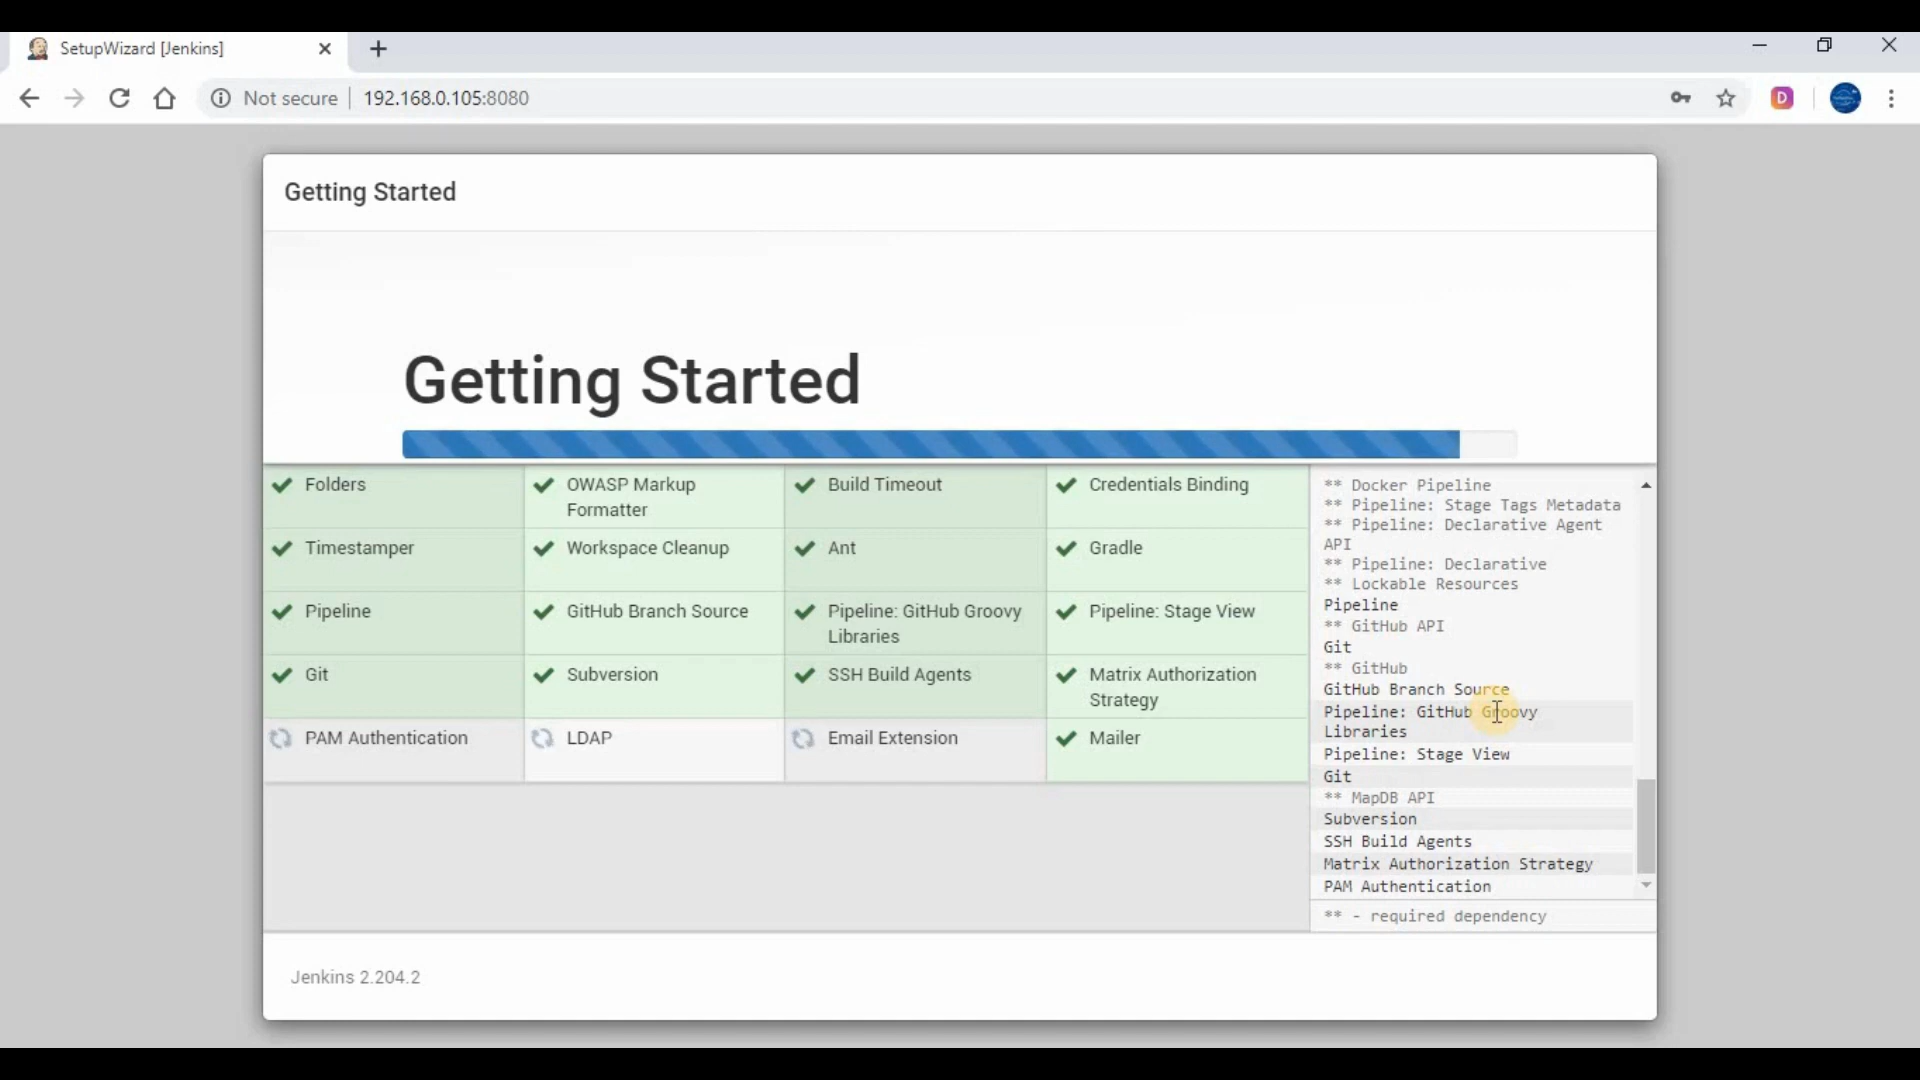 SetupWizard [Jenkins]
Not secure
192.168.0.105:8080
D
Getting Started
Getting Started
Folders
OWASP Markup
Formatter
Build Timeout
Credentials Binding
Timestamper
Workspace Cleanup
Ant
Gradle
Pipeline
GitHub Branch Source
Pipeline: GitHub Groovy
Libraries
Pipeline: Stage View
Git
Subversion
SSH Build Agents
Matrix Authorization
Strategy
PAM Authentication
LDAP
Email Extension
Mailer
** Docker Pipeline
** Pipeline: Stage Tags Metadata
** Pipeline: Declarative Agent
API
** Pipeline: Declarative
** Lockable Resources
Pipeline
** GitHub API
Git
** GitHub
GitHub Branch Source
Pipeline: GitHub Groovy
Libraries
Pipeline: Stage View
Git
** MapDB API
Subversion
SSH Build Agents
Matrix Authorization Strategy
PAM Authentication
** - required dependency
Jenkins 2.204.2